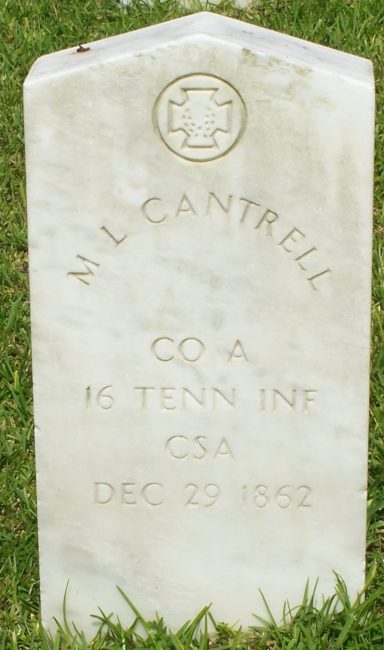 M L CANTRELL
CO A
16 TENN INF
CSA
DEC 29 1862